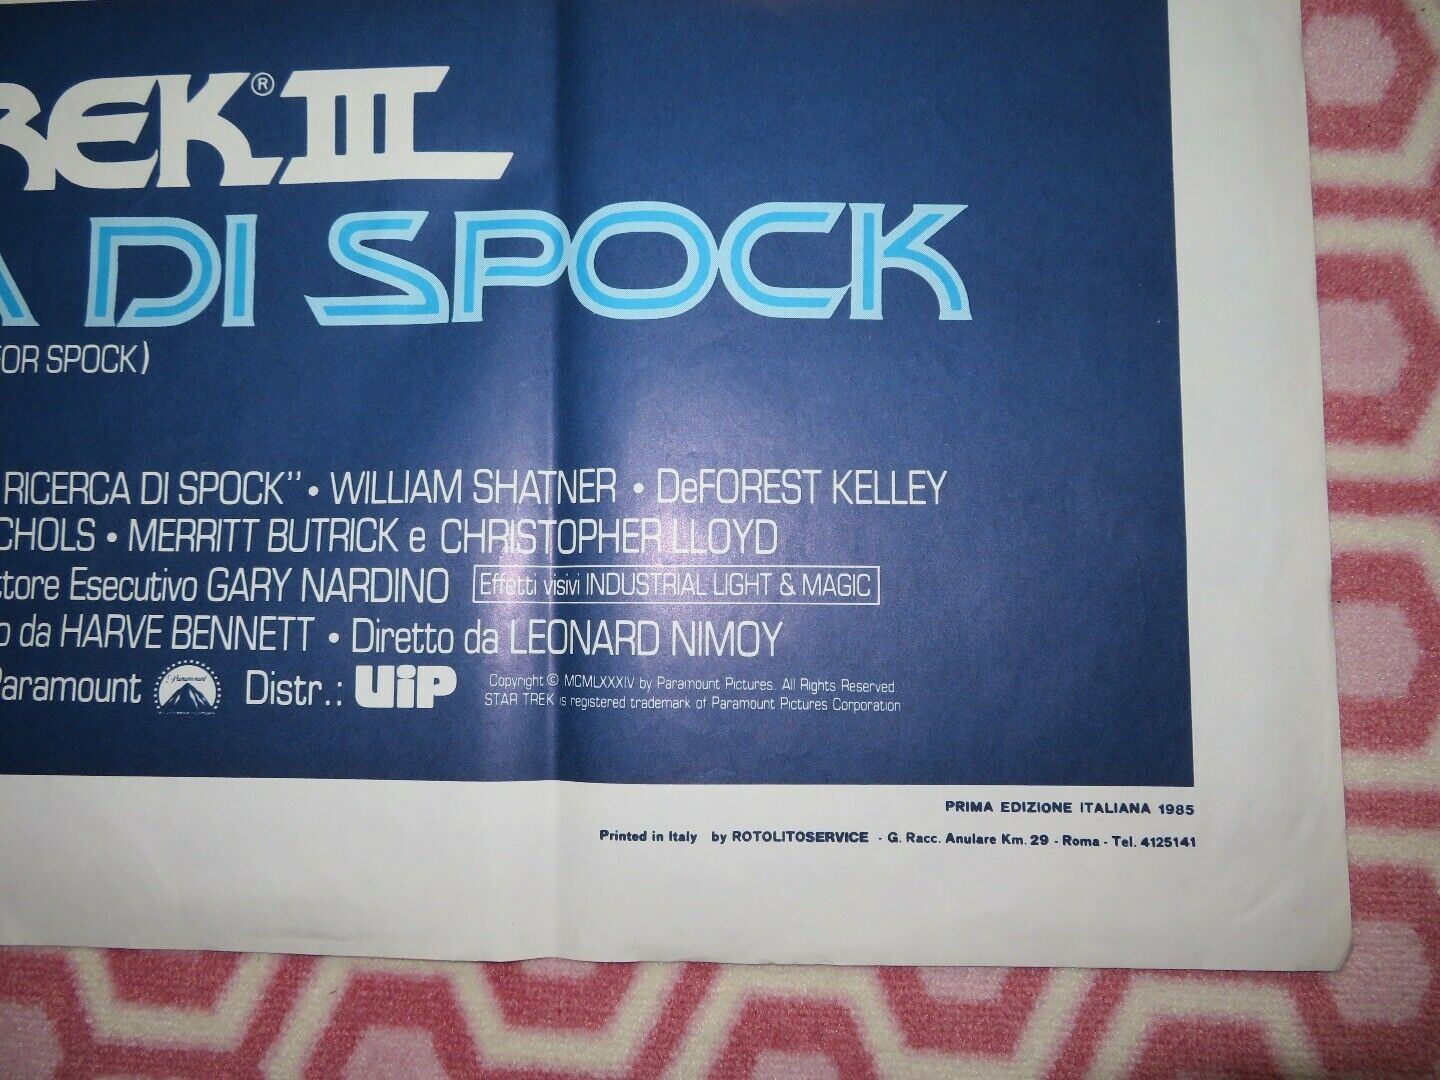 REK® III
A DI SPOCK
FOR SPOCK)
RICERCA DI SPOCK" • WILLIAM SHATNER • DeFOREST KELLEY
CHOLS • MERRITT BUTRICK e CHRISTOPHER LLOYD
ttore Esecutivo GARY NARDINO Effetti visivi INDUSTRIAL LIGHT & MAGIC
o da HARVE BENNETT • Diretto da LEONARD NIMOY
Paramount Paramount Distr.: UiP Copyright © MCMLXXXIV by Paramount Pictures. All Rights Reserved.
STAR TREK is registered trademark of Paramount Pictures Corporation
PRIMA EDIZIONE ITALIANA 1985
Printed in Italy by ROTOLITOSERVICE - G. Racc. Anulare Km. 29 - Roma - Tel. 4125141